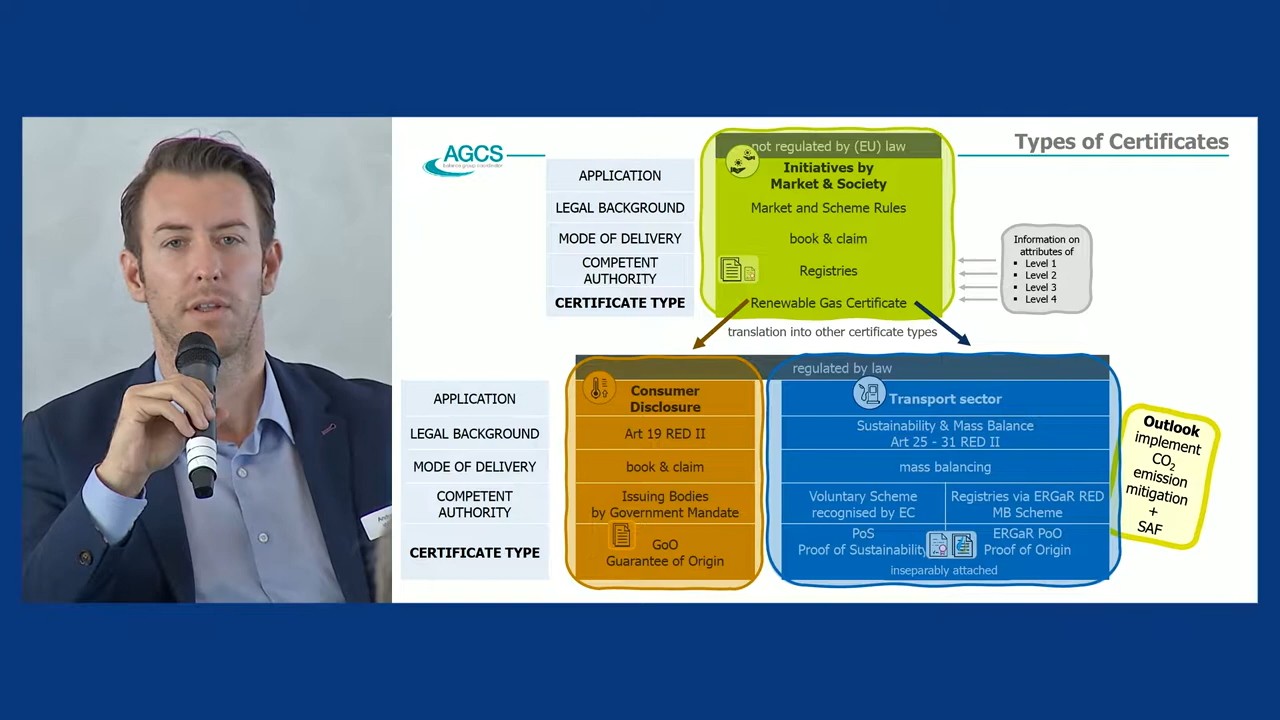 AGCS
balance group coordinator
Types of Certificates
not regulated by (EU) law
APPLICATION
Initiatives by
Market & Society
LEGAL BACKGROUND
Market and Scheme Rules
MODE OF DELIVERY
book & claim
COMPETENT
AUTHORITY
Registries
CERTIFICATE TYPE
Renewable Gas Certificate
Information on
attributes of
Level 1
Level 2
Level 3
Level 4
translation into other certificate types
regulated by law
APPLICATION
Consumer
Disclosure
Transport sector
LEGAL BACKGROUND
Art 19 RED II
Sustainability & Mass Balance
Art 25 - 31 RED II
MODE OF DELIVERY
book & claim
mass balancing
COMPETENT
AUTHORITY
Issuing Bodies
by Government Mandate
Voluntary Scheme
recognised by EC
Registries via ERGaR RED
MB Scheme
CERTIFICATE TYPE
GoO
Guarantee of Origin
PoS
Proof of Sustainability
ERGaR PoO
Proof of Origin
inseparably attached
Outlook
implement
CO2
emission
mitigation
+
SAF